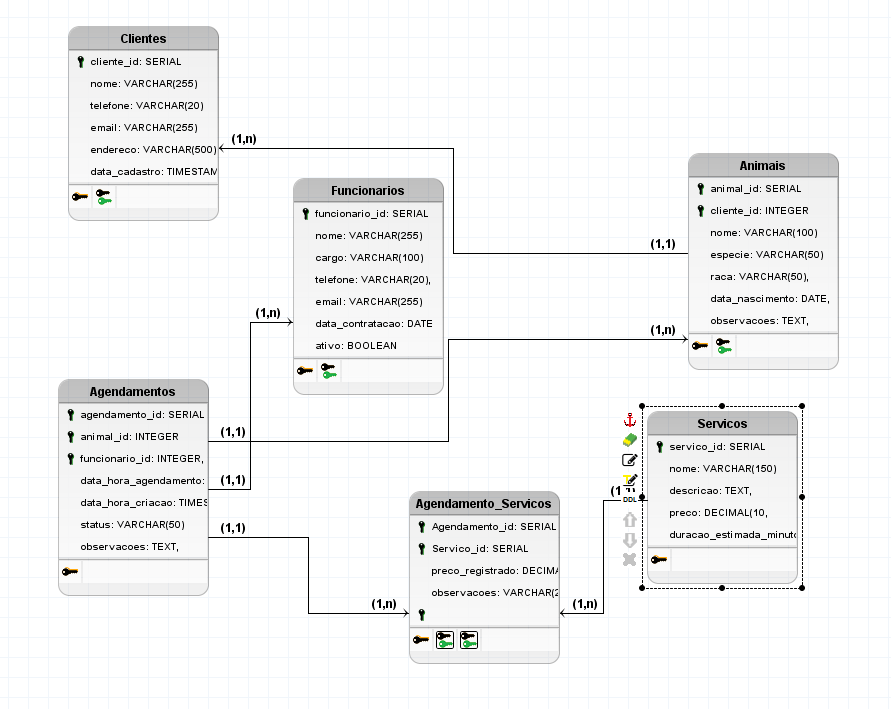 Clientes
cliente_id: SERIAL
nome: VARCHAR(255)
telefone: VARCHAR(20)
email: VARCHAR(255)
endereco: VARCHAR(500)
data_cadastro: TIMESTAM
(1,n)
Funcionarios
funcionario_id: SERIAL
nome: VARCHAR(255)
cargo: VARCHAR(100)
telefone: VARCHAR(20),
email: VARCHAR(255)
data_contratacao: DATE
ativo: BOOLEAN
(1,n)
Animais
animal_id: SERIAL
cliente_id: INTEGER
nome: VARCHAR(100)
especie: VARCHAR(50)
raca: VARCHAR(50),
data_nascimento: DATE,
observacoes: TEXT,
(1,1)
(1,n)
Agendamentos
agendamento_id: SERIAL
animal_id: INTEGER
funcionario_id: INTEGER,
data_hora_agendamento:
data_hora_criacao: TIMES
status: VARCHAR(50)
observacoes: TEXT,
(1,1)
(1,1)
(1,1)
Agendamento_Servicos
Agendamento_id: SERIAL
Servico_id: SERIAL
preco_registrado: DECIMA
observacoes: VARCHAR(2
(1,n)
(1,n)
Servicos
servico_id: SERIAL
nome: VARCHAR(150)
descricao: TEXT,
preco: DECIMAL(10,
duracao_estimada_minuto
DDL